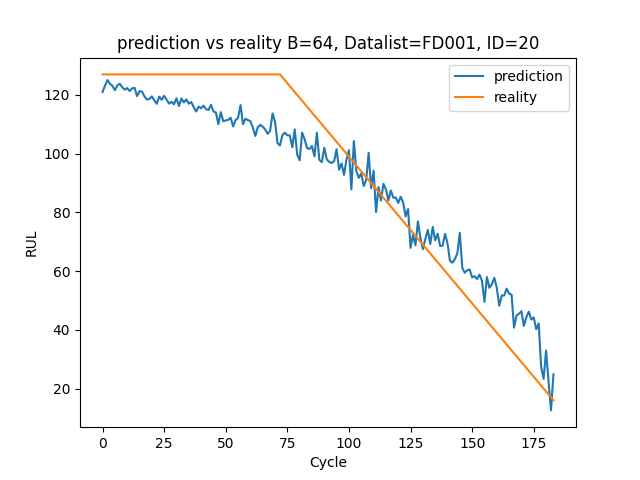 prediction vs reality B=64, Datalist=FD001, ID=20
prediction
reality
RUL
120
100
80
60
40
20
0 25 50 75 100 125 150 175
Cycle